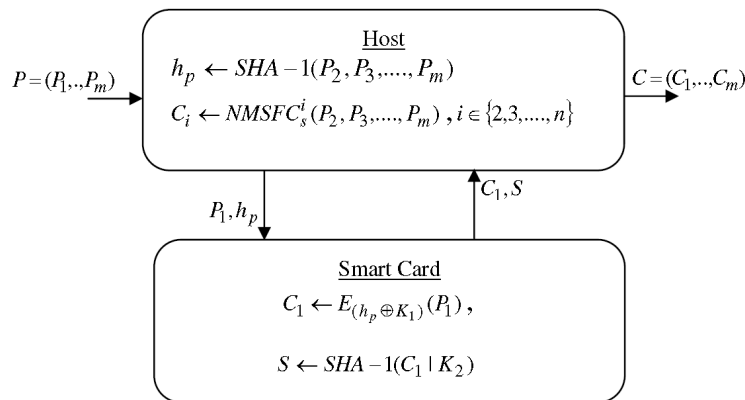 Host
h_p ← SHA − 1(P_2, P_3,...., P_m)
P = (P_1,.., P_m)
C = (C_1,.., C_m)
C_i ← NMSFC_s^i (P_2, P_3,...., P_m) , i ∈ {2,3,...., n}
C_1, S
P_1, h_p
Smart Card
C_1 ← E_(h_p ⊕ K_1) (P_1) ,
S ← SHA − 1(C_1 | K_2)